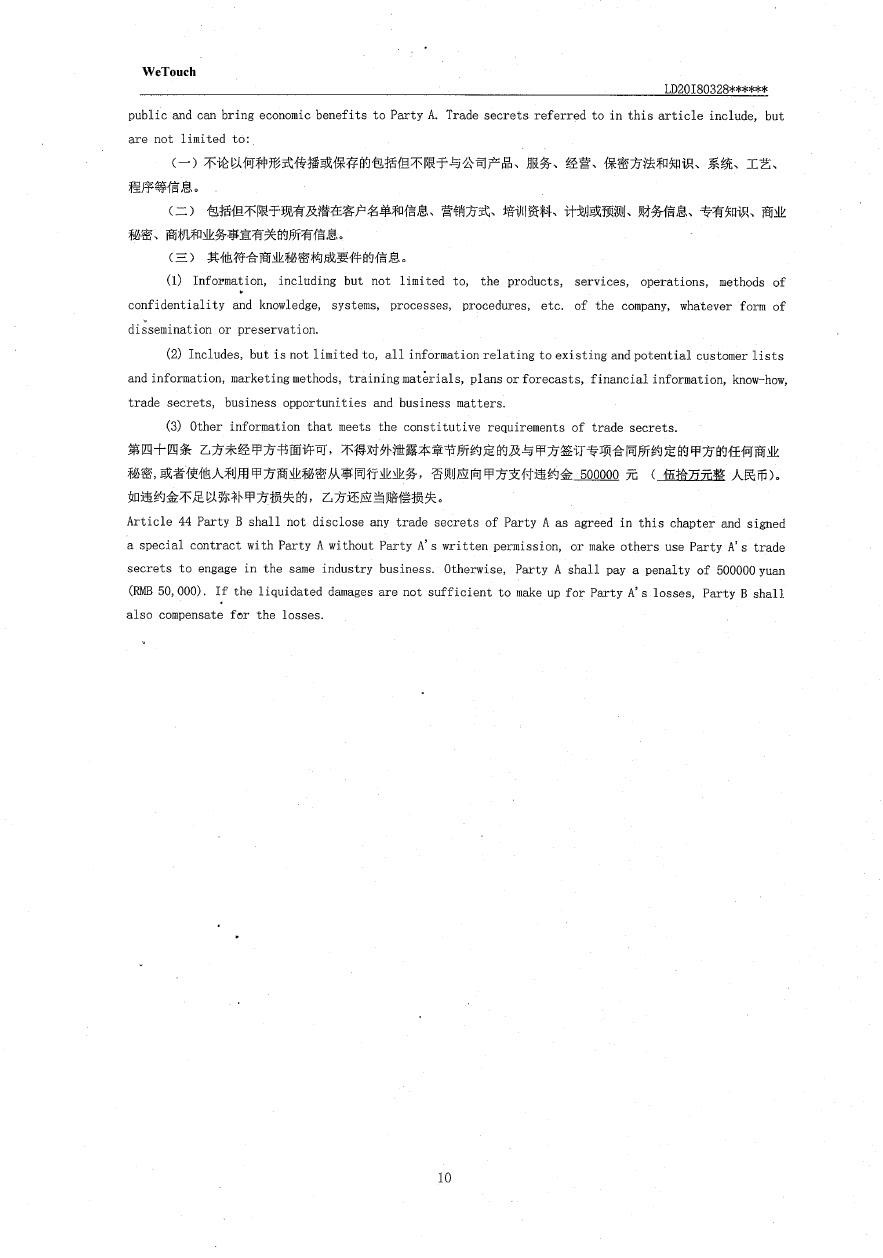 WeTouch
LD20I80328******
public and can bring economic benefits to Party A. Trade secrets referred to in this article include, but
are not limited to:
（一）不论以何种形式传播或保存的包括但不限于与公司产品、服务、经营、保密方法和知识、系统、工艺、
程序等信息。
（二） 包括但不限于现有及潜在客户名单和信息、营销方式、培训资料、计划或预测、财务信息、专有知识、商业
秘密、商机和业务事宜有关的所有信息。
（三） 其他符合商业秘密构成要件的信息。
(1) Information, including but not limited to, the products, services, operations, methods of
confidentiality and knowledge, systems, processes, procedures, etc. of the company, whatever form of
dissemination or preservation.
(2) Includes, but is not limited to, all information relating to existing and potential customer lists
and information, marketing methods, training materials, plans or forecasts, financial information, know-how,
trade secrets, business opportunities and business matters.
(3) Other information that meets the constitutive requirements of trade secrets.
第四十四条 乙方未经甲方书面许可，不得对外泄露本章节所约定的及与甲方签订专项合同所约定的甲方的任何商业
秘密,或者使他人利用甲方商业秘密从事同行业业务，否则应向甲方支付违约金 500000 元 （ 伍拾万元整 人民币）。
如违约金不足以弥补甲方损失的，乙方还应当赔偿损失。
Article 44 Party B shall not disclose any trade secrets of Party A as agreed in this chapter and signed
a special contract with Party A without Party A's written permission, or make others use Party A's trade
secrets to engage in the same industry business. Otherwise, Party A shall pay a penalty of 500000 yuan
(RMB 50,000). If the liquidated damages are not sufficient to make up for Party A's losses, Party B shall
also compensate for the losses.
10